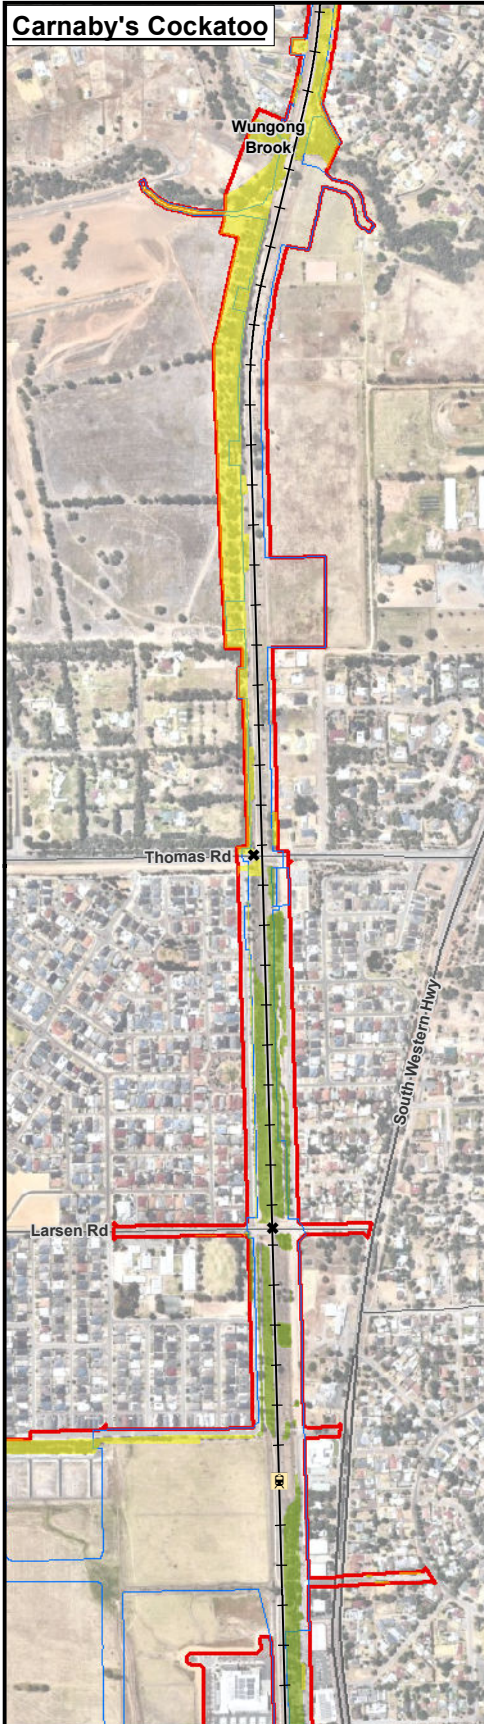 Carnaby's Cockatoo
Wungong
Brook
Thomas Rd
South Western Hwy
Larsen Rd